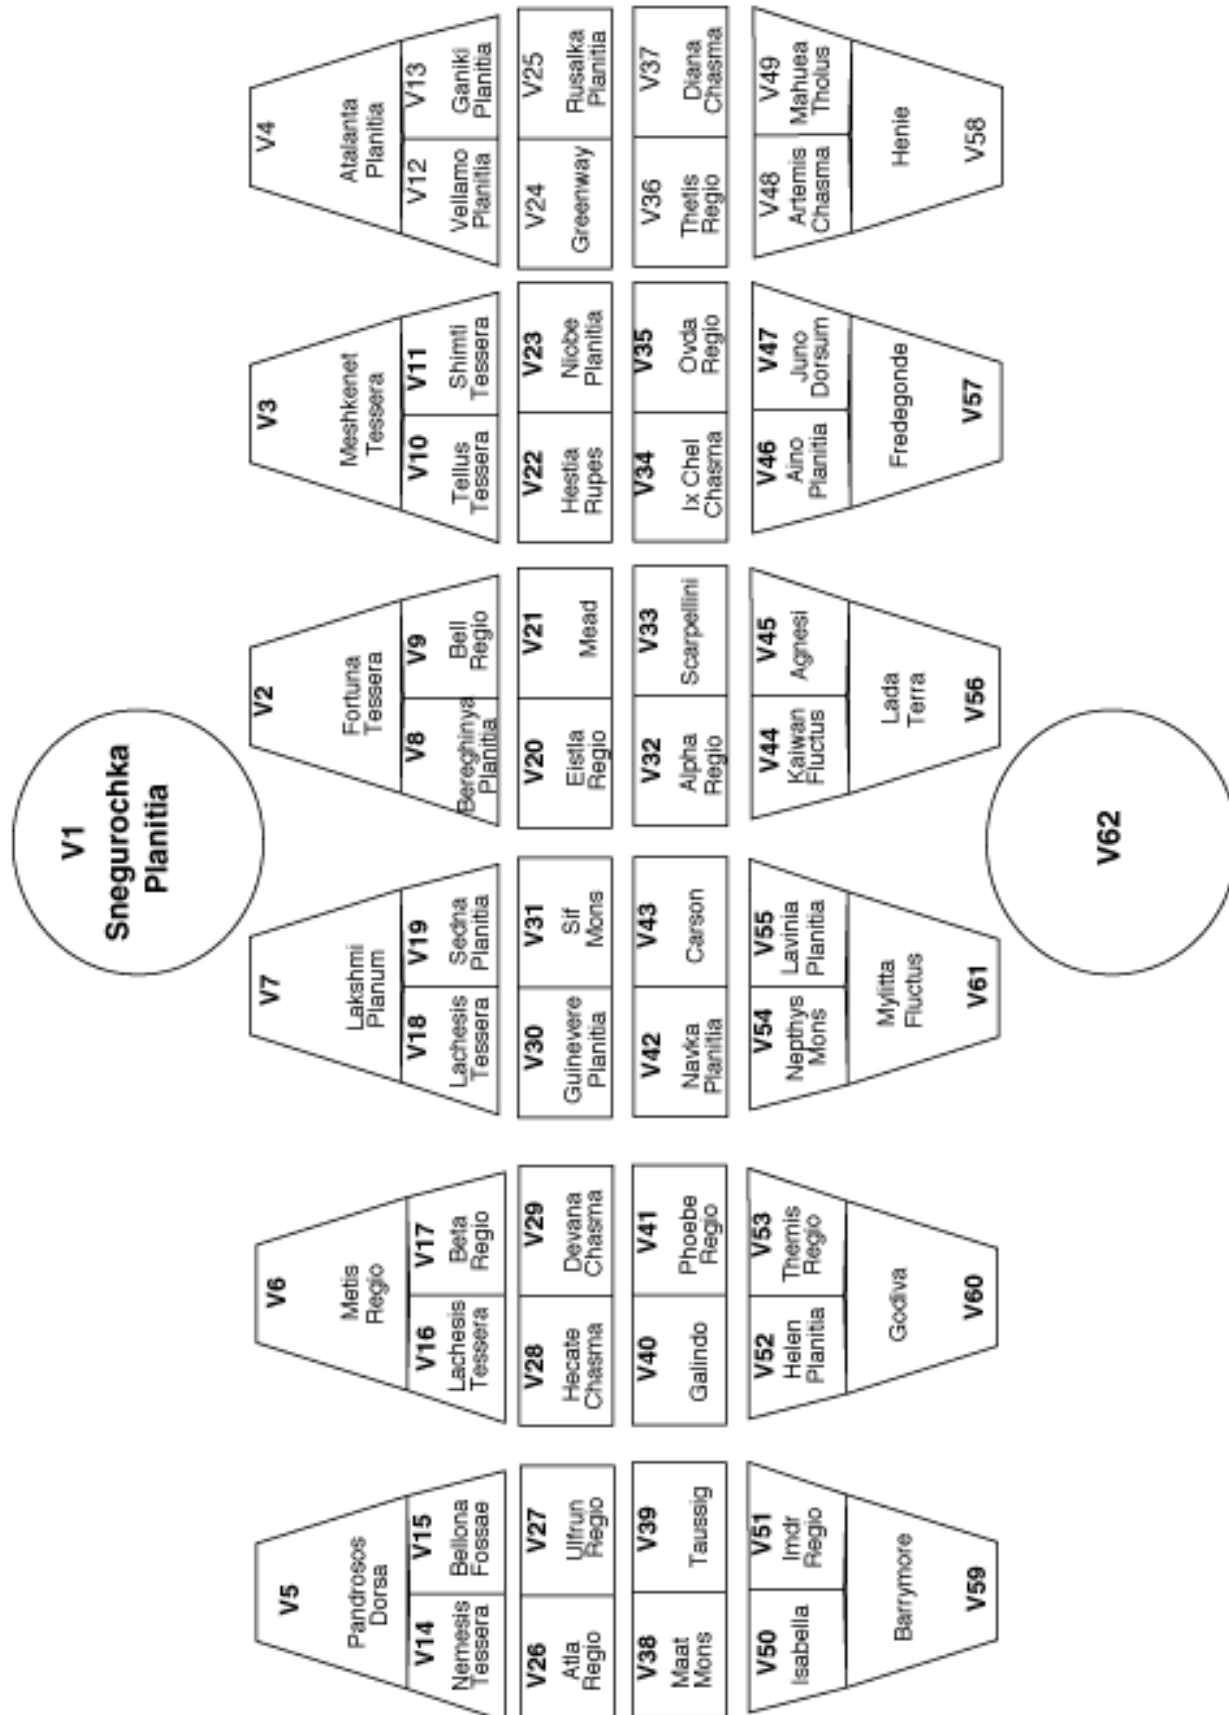 V1
Snegurochka
Planitia
V5
Pandrosos
Dorsa
V6
Metis
Regio
V7
Lakshmi
Planum
V2
Fortuna
Tessera
V3
Meshkenet
Tessera
V4
Atalanta
Planitia
V14
Nemesis
Tessera
V15
Bellona
Fossae
V16
Lachesis
Tessera
V17
Beta
Regio
V18
Lachesis
Tessera
V19
Sedna
Planitia
V8
Bereghinya
Planitia
V9
Bell
Regio
V10
Tellus
Tessera
V11
Shimti
Tessera
V12
Vellamo
Planitia
V13
Ganiki
Planitia
V26
Atla
Regio
V27
Ulfrun
Regio
V28
Hecate
Chasma
V29
Devana
Chasma
V30
Guinevere
Planitia
V31
Sif
Mons
V20
Eistla
Regio
V21
Mead
V22
Hestia
Rupes
V23
Niobe
Planitia
V24
Greenway
V25
Rusalka
Planitia
V38
Maat
Mons
V39
Taussig
V40
Galindo
V41
Phoebe
Regio
V42
Navka
Planitia
V43
Carson
V32
Alpha
Regio
V33
Scarpellini
V34
Ix Chel
Chasma
V35
Ovda
Regio
V36
Thetis
Regio
V37
Diana
Chasma
V50
Isabella
V51
Imdr
Regio
V52
Helen
Planitia
V53
Themis
Regio
V54
Nepthys
Mons
V55
Lavinia
Planitia
V44
Kaiwan
Fluctus
V45
Agnesi
V46
Aino
Planitia
V47
Juno
Dorsum
V48
Artemis
Chasma
V49
Mahuea
Tholus
Barrymore
V59
Godiva
V60
Mylitta
Fluctus
V61
Lada
Terra
V56
Fredegonde
V57
Henie
V58
V62